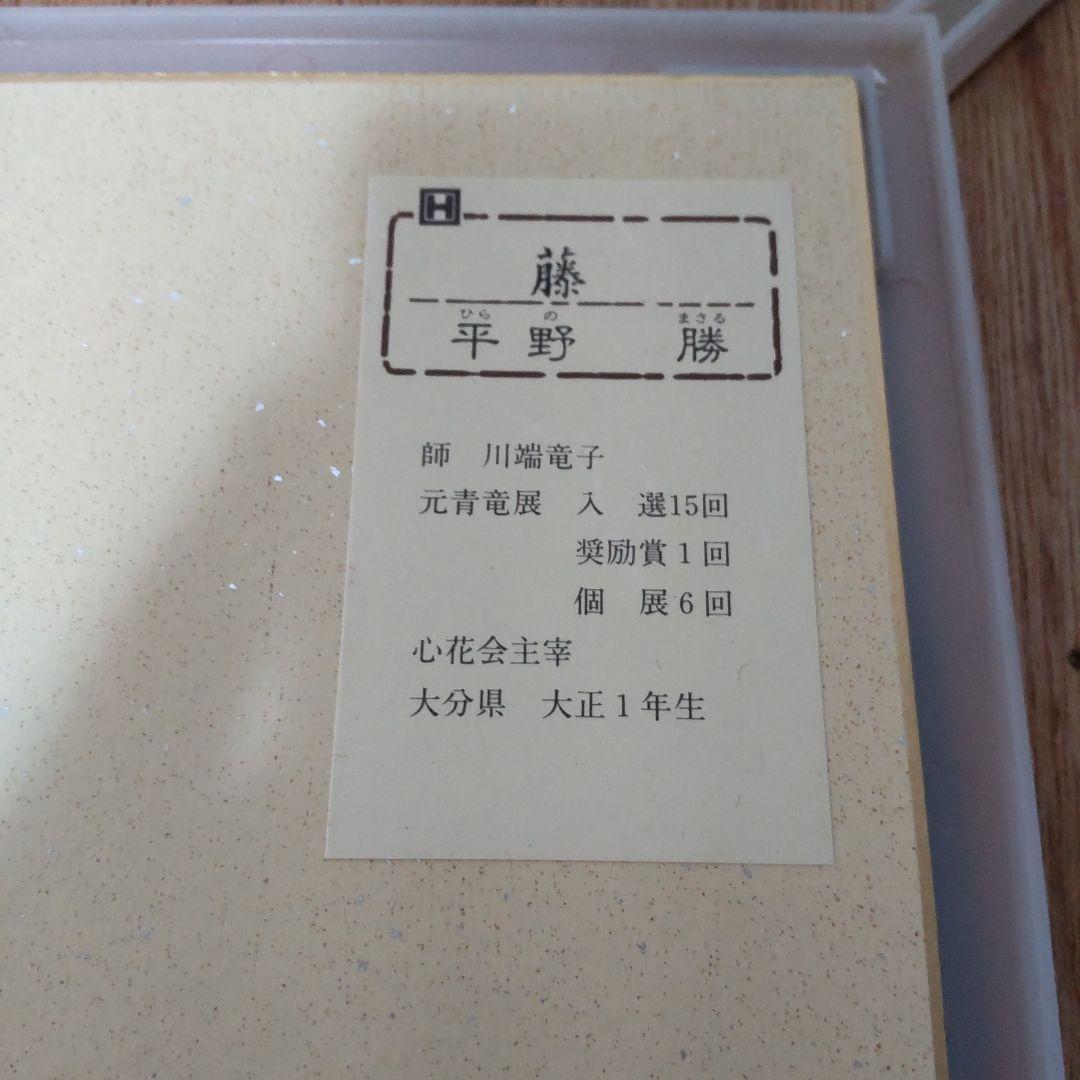 H
藤
ひら の まさる
平野 勝
師 川端竜子
元青竜展 入 選15回
奨励賞1回
個 展6回
心花会主宰
大分県 大正1年生